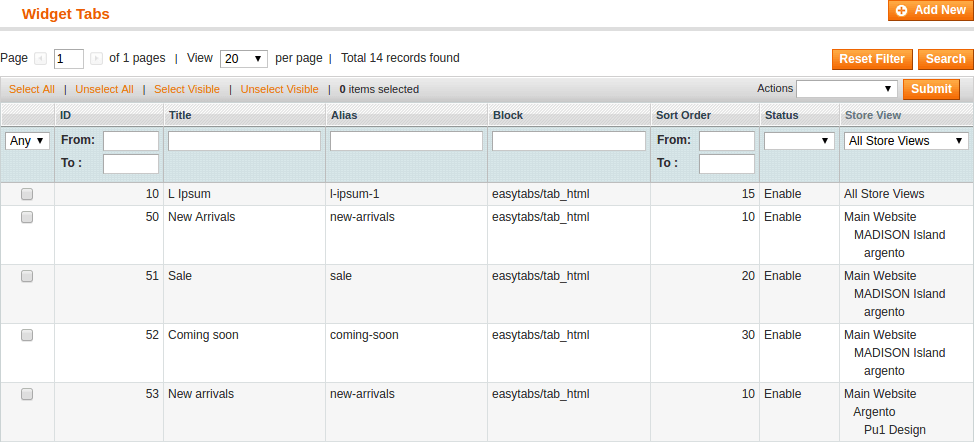 Widget Tabs Add New
Page 1 of 1 pages | View 20 per page | Total 14 records found Reset Filter Search
Select All | Unselect All | Select Visible | Unselect Visible | 0 items selected Actions Submit
ID Title Alias Block Sort Order Status Store View
Any From: From: All Store Views
To : To :
10 L Ipsum l-ipsum-1 easytabs/tab_html 15 Enable All Store Views
50 New Arrivals new-arrivals easytabs/tab_html 10 Enable Main Website
MADISON Island
argento
51 Sale sale easytabs/tab_html 20 Enable Main Website
MADISON Island
argento
52 Coming soon coming-soon easytabs/tab_html 30 Enable Main Website
MADISON Island
argento
53 New arrivals new-arrivals easytabs/tab_html 10 Enable Main Website
Argento
Pu1 Design